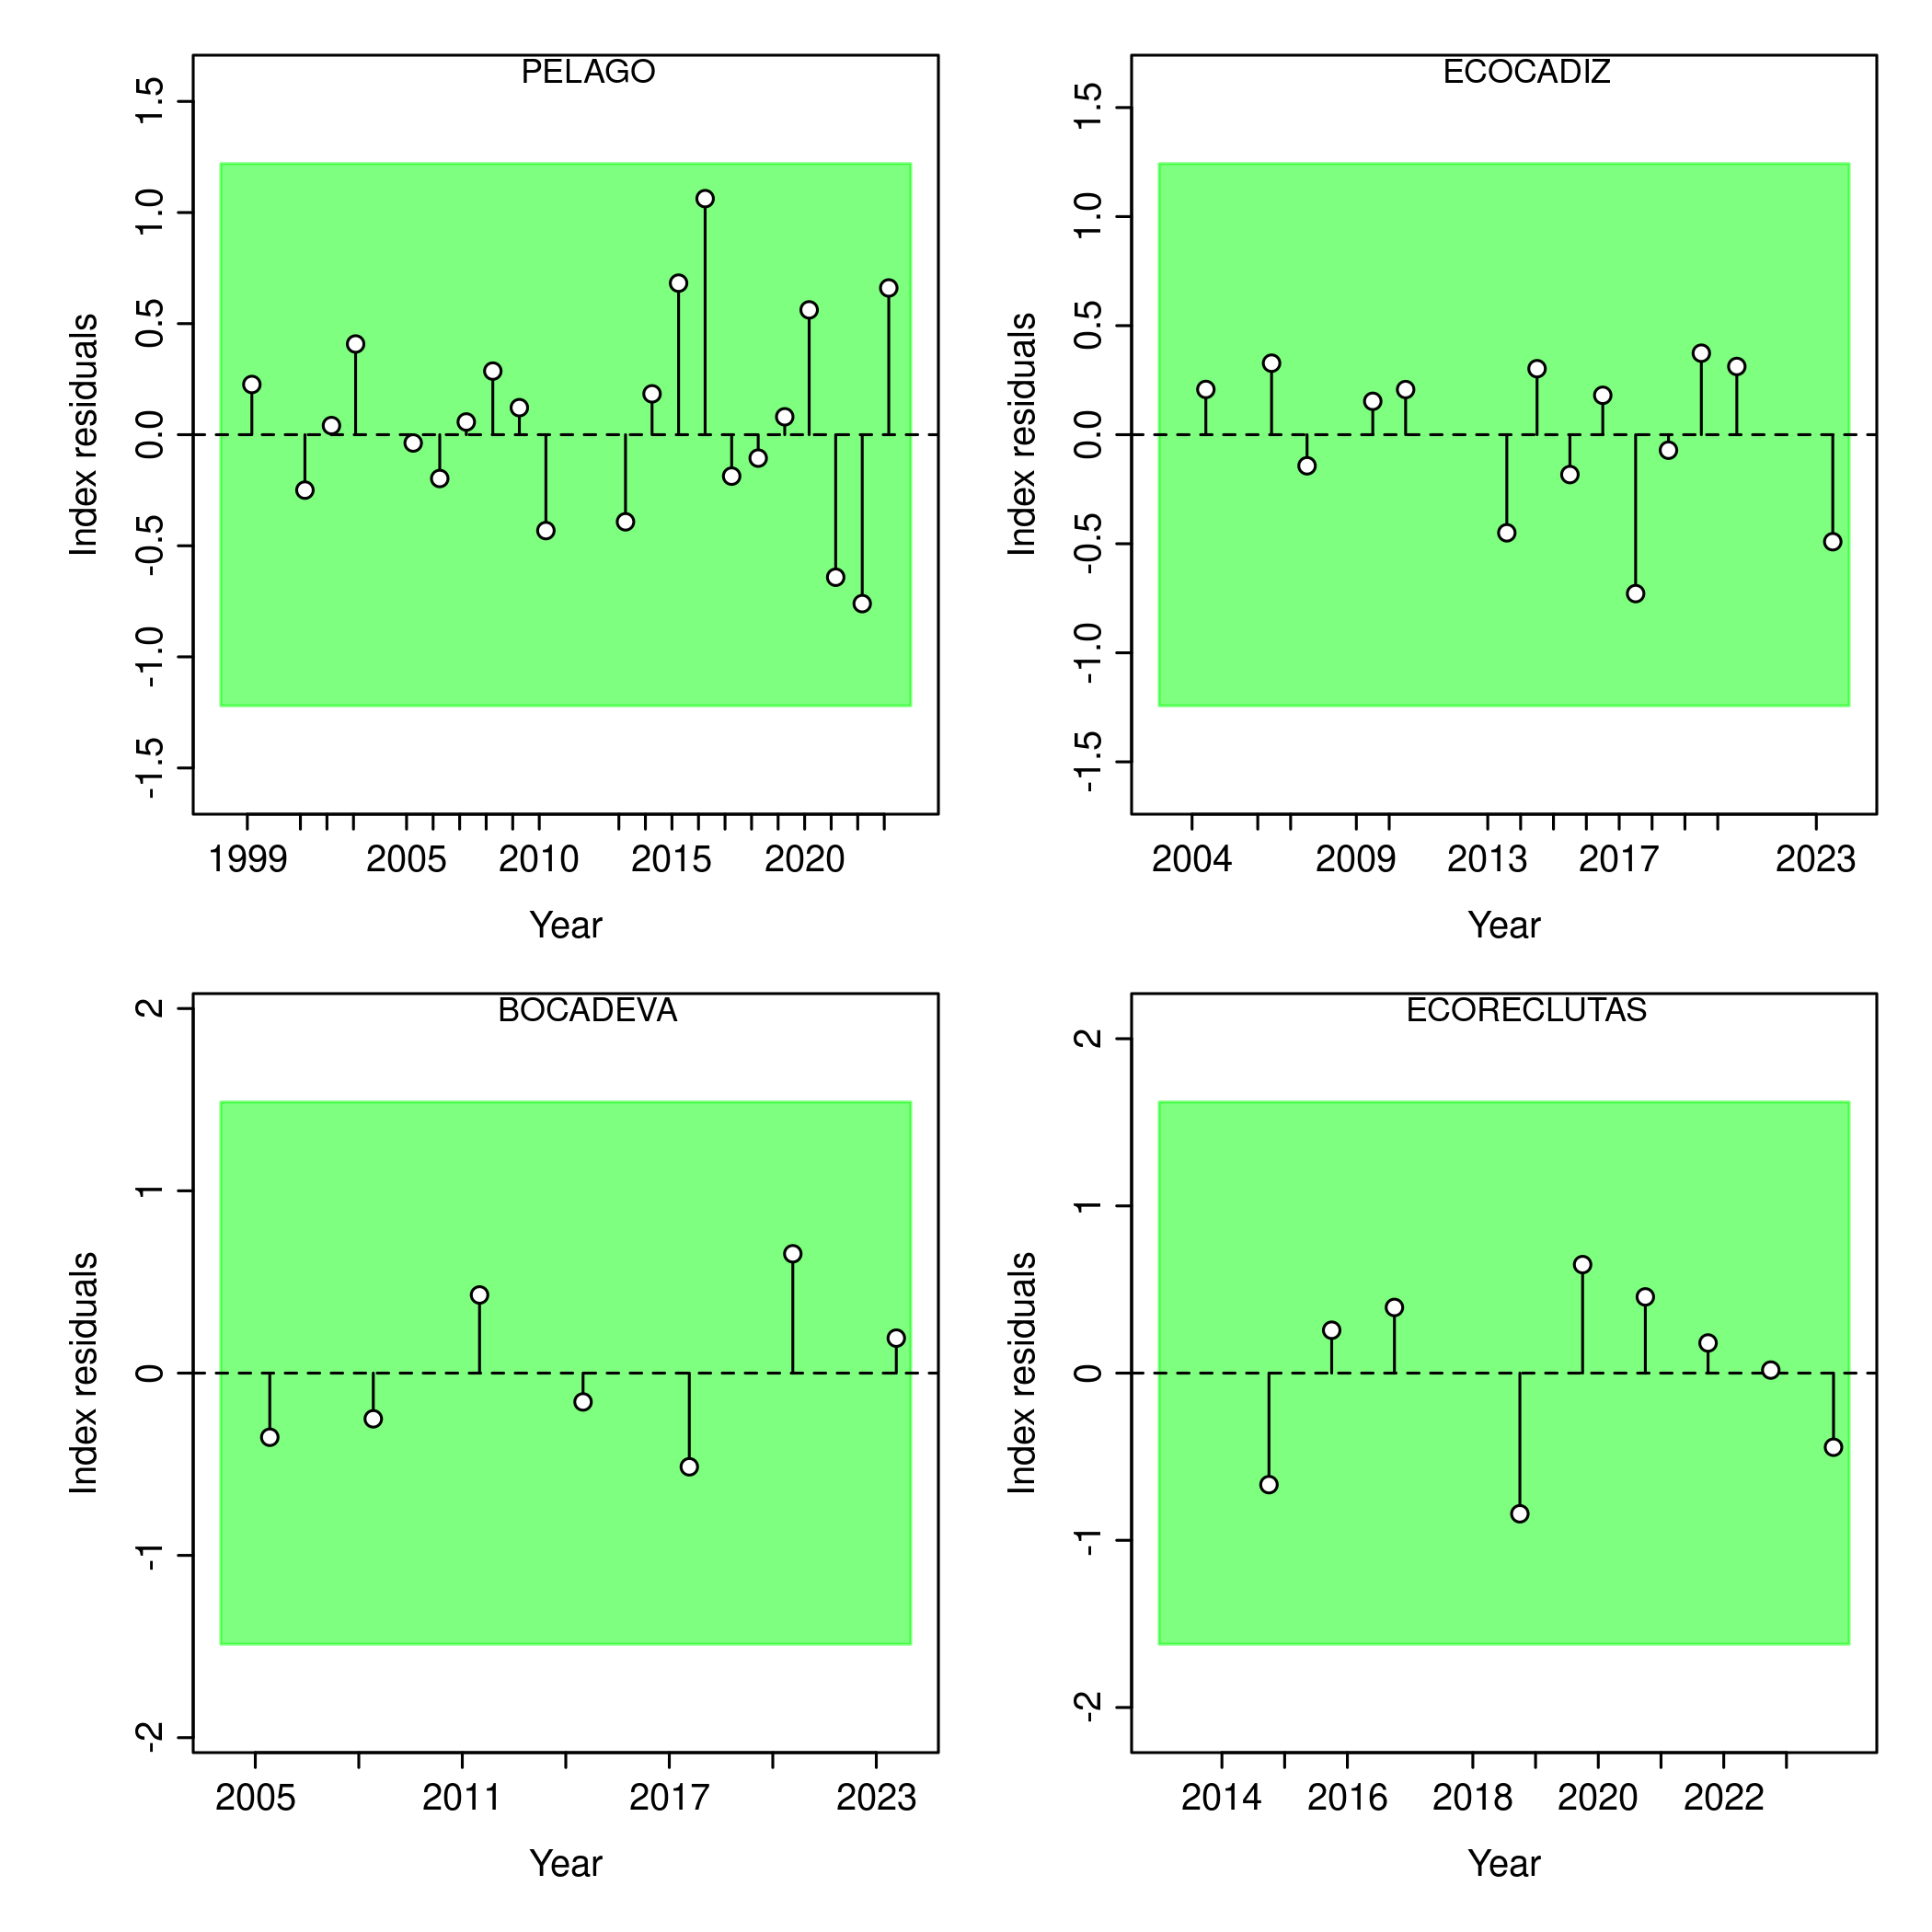 PELAGO
Index residuals
1.5
1.0
0.5
0.0
-0.5
-1.0
-1.5
1999 2005 2010 2015 2020
Year
ECOCADIZ
Index residuals
1.5
1.0
0.5
0.0
-0.5
-1.0
-1.5
2004 2009 2013 2017 2023
Year
BOCADEVA
Index residuals
2
1
0
-1
-2
2005 2011 2017 2023
Year
ECORECLUTAS
Index residuals
2
1
0
-1
-2
2014 2016 2018 2020 2022
Year